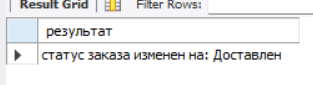 Result Grid Filter Rows:
результат
статус заказа изменен на: Доставлен